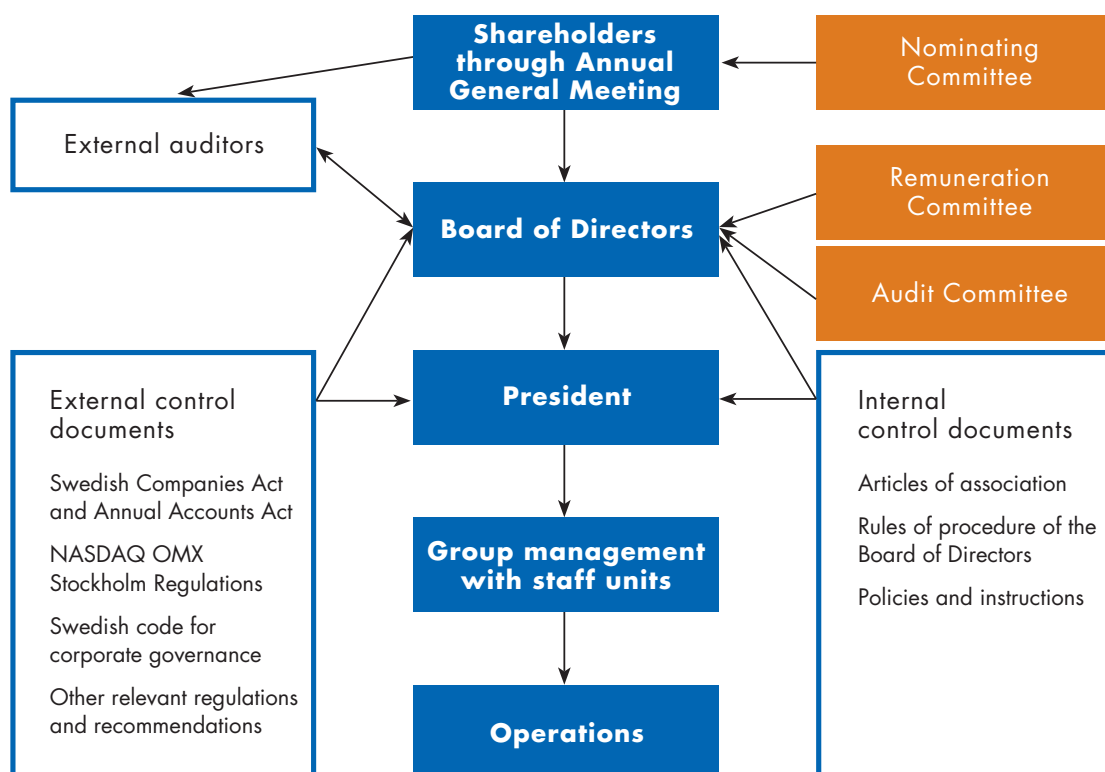 Shareholders
through Annual
General Meeting
Nominating
Committee
External auditors
Remuneration
Committee
Board of Directors
Audit Committee
President
External control
documents
Swedish Companies Act
and Annual Accounts Act
NASDAQ OMX
Stockholm Regulations
Swedish code for
corporate governance
Other relevant regulations
and recommendations
Internal
control documents
Articles of association
Rules of procedure of the
Board of Directors
Policies and instructions
Group management
with staff units
Operations